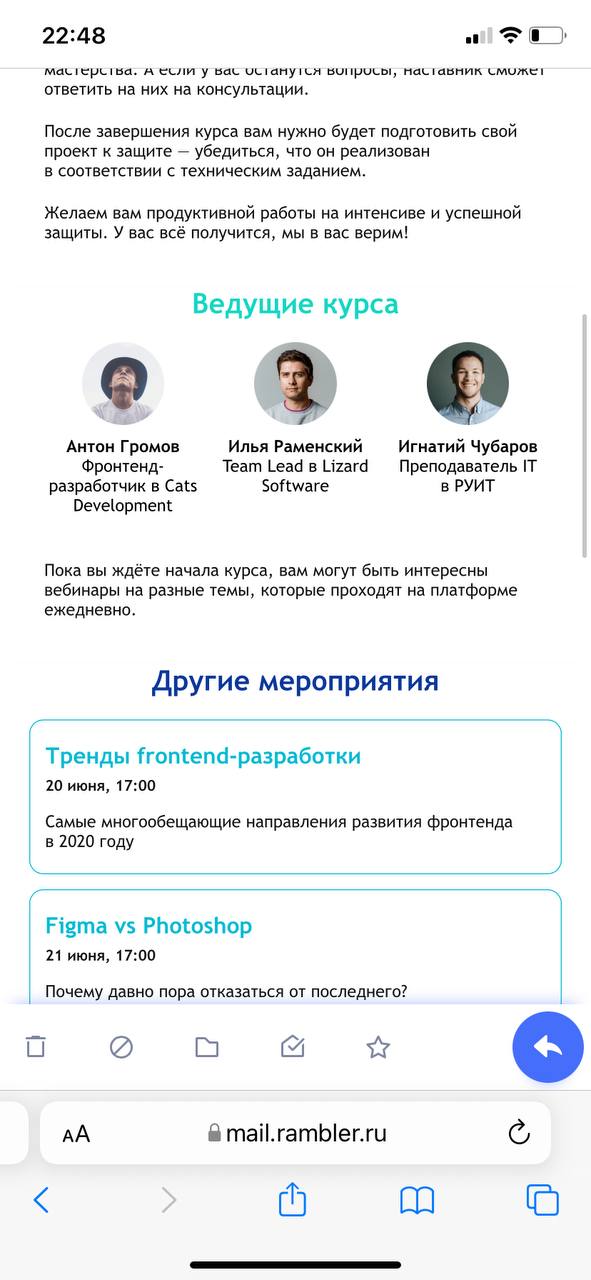 22:48
мастерства. А если у вас останутся вопросы, наставник сможет
ответить на них на консультации.
После завершения курса вам нужно будет подготовить свой
проект к защите — убедиться, что он реализован
в соответствии с техническим заданием.
Желаем вам продуктивной работы на интенсиве и успешной
защиты. У вас всё получится, мы в вас верим!
Ведущие курса
Антон Громов
Фронтенд-
разработчик в Cats
Development
Илья Раменский
Team Lead в Lizard
Software
Игнатий Чубаров
Преподаватель IT
в РУИТ
Пока вы ждёте начала курса, вам могут быть интересны
вебинары на разные темы, которые проходят на платформе
ежедневно.
Другие мероприятия
Тренды frontend-разработки
20 июня, 17:00
Самые многообещающие направления развития фронтенда
в 2020 году
Figma vs Photoshop
21 июня, 17:00
Почему давно пора отказаться от последнего?
AA
mail.rambler.ru